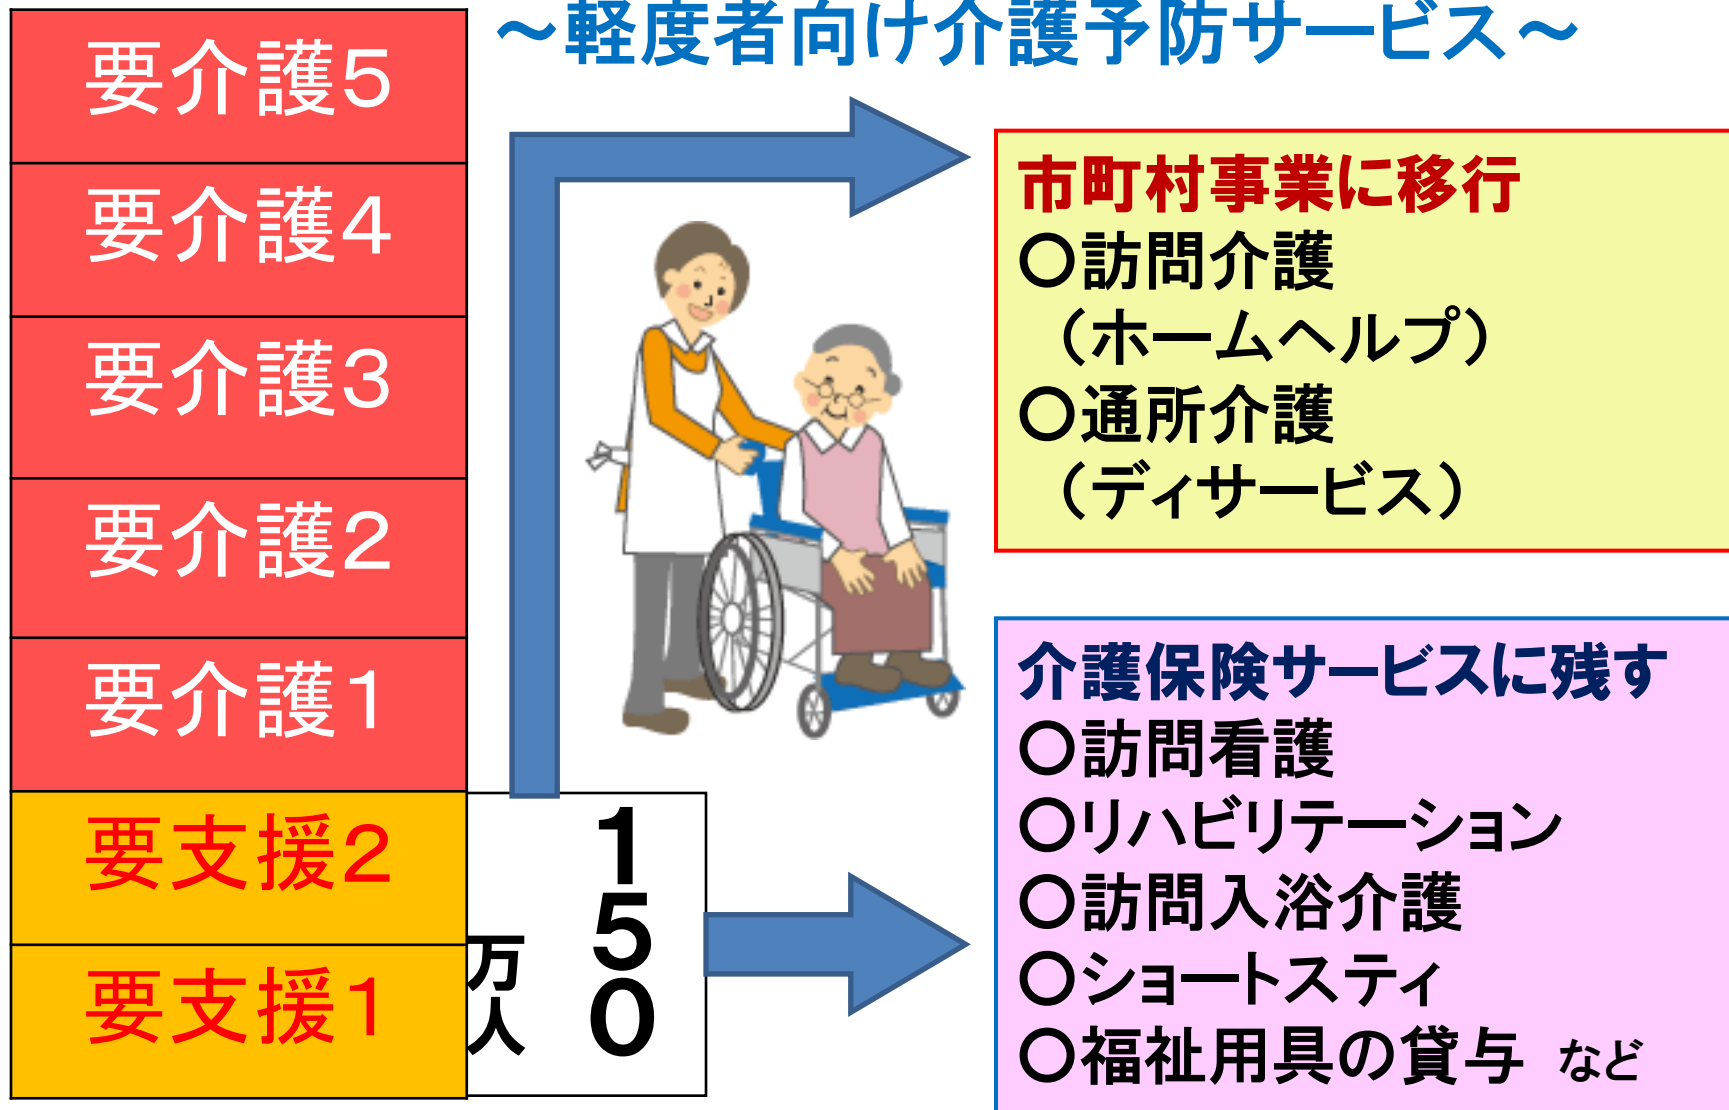 ～軽度者向け介護予防サービス～
要介護５
要介護４
要介護３
要介護２
要介護１
要支援２
要支援１
１５０
万人
市町村事業に移行
○訪問介護
（ホームヘルプ）
○通所介護
（ディサービス）
介護保険サービスに残す
○訪問看護
○リハビリテーション
○訪問入浴介護
○ショートスティ
○福祉用具の貸与 など